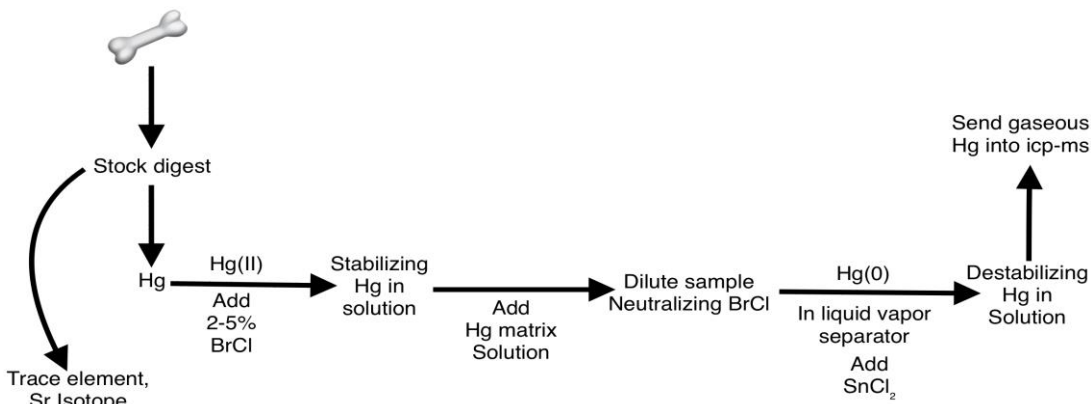 Stock digest
Hg
Hg(II)
Add
2-5%
BrCl
Stabilizing
Hg in
solution
Add
Hg matrix
Solution
Dilute sample
Neutralizing BrCl
Hg(0)
In liquid vapor
separator
Add
SnCl₂
Destabilizing
Hg in
Solution
Send gaseous
Hg into icp-ms
Trace element,
Sr Isotope